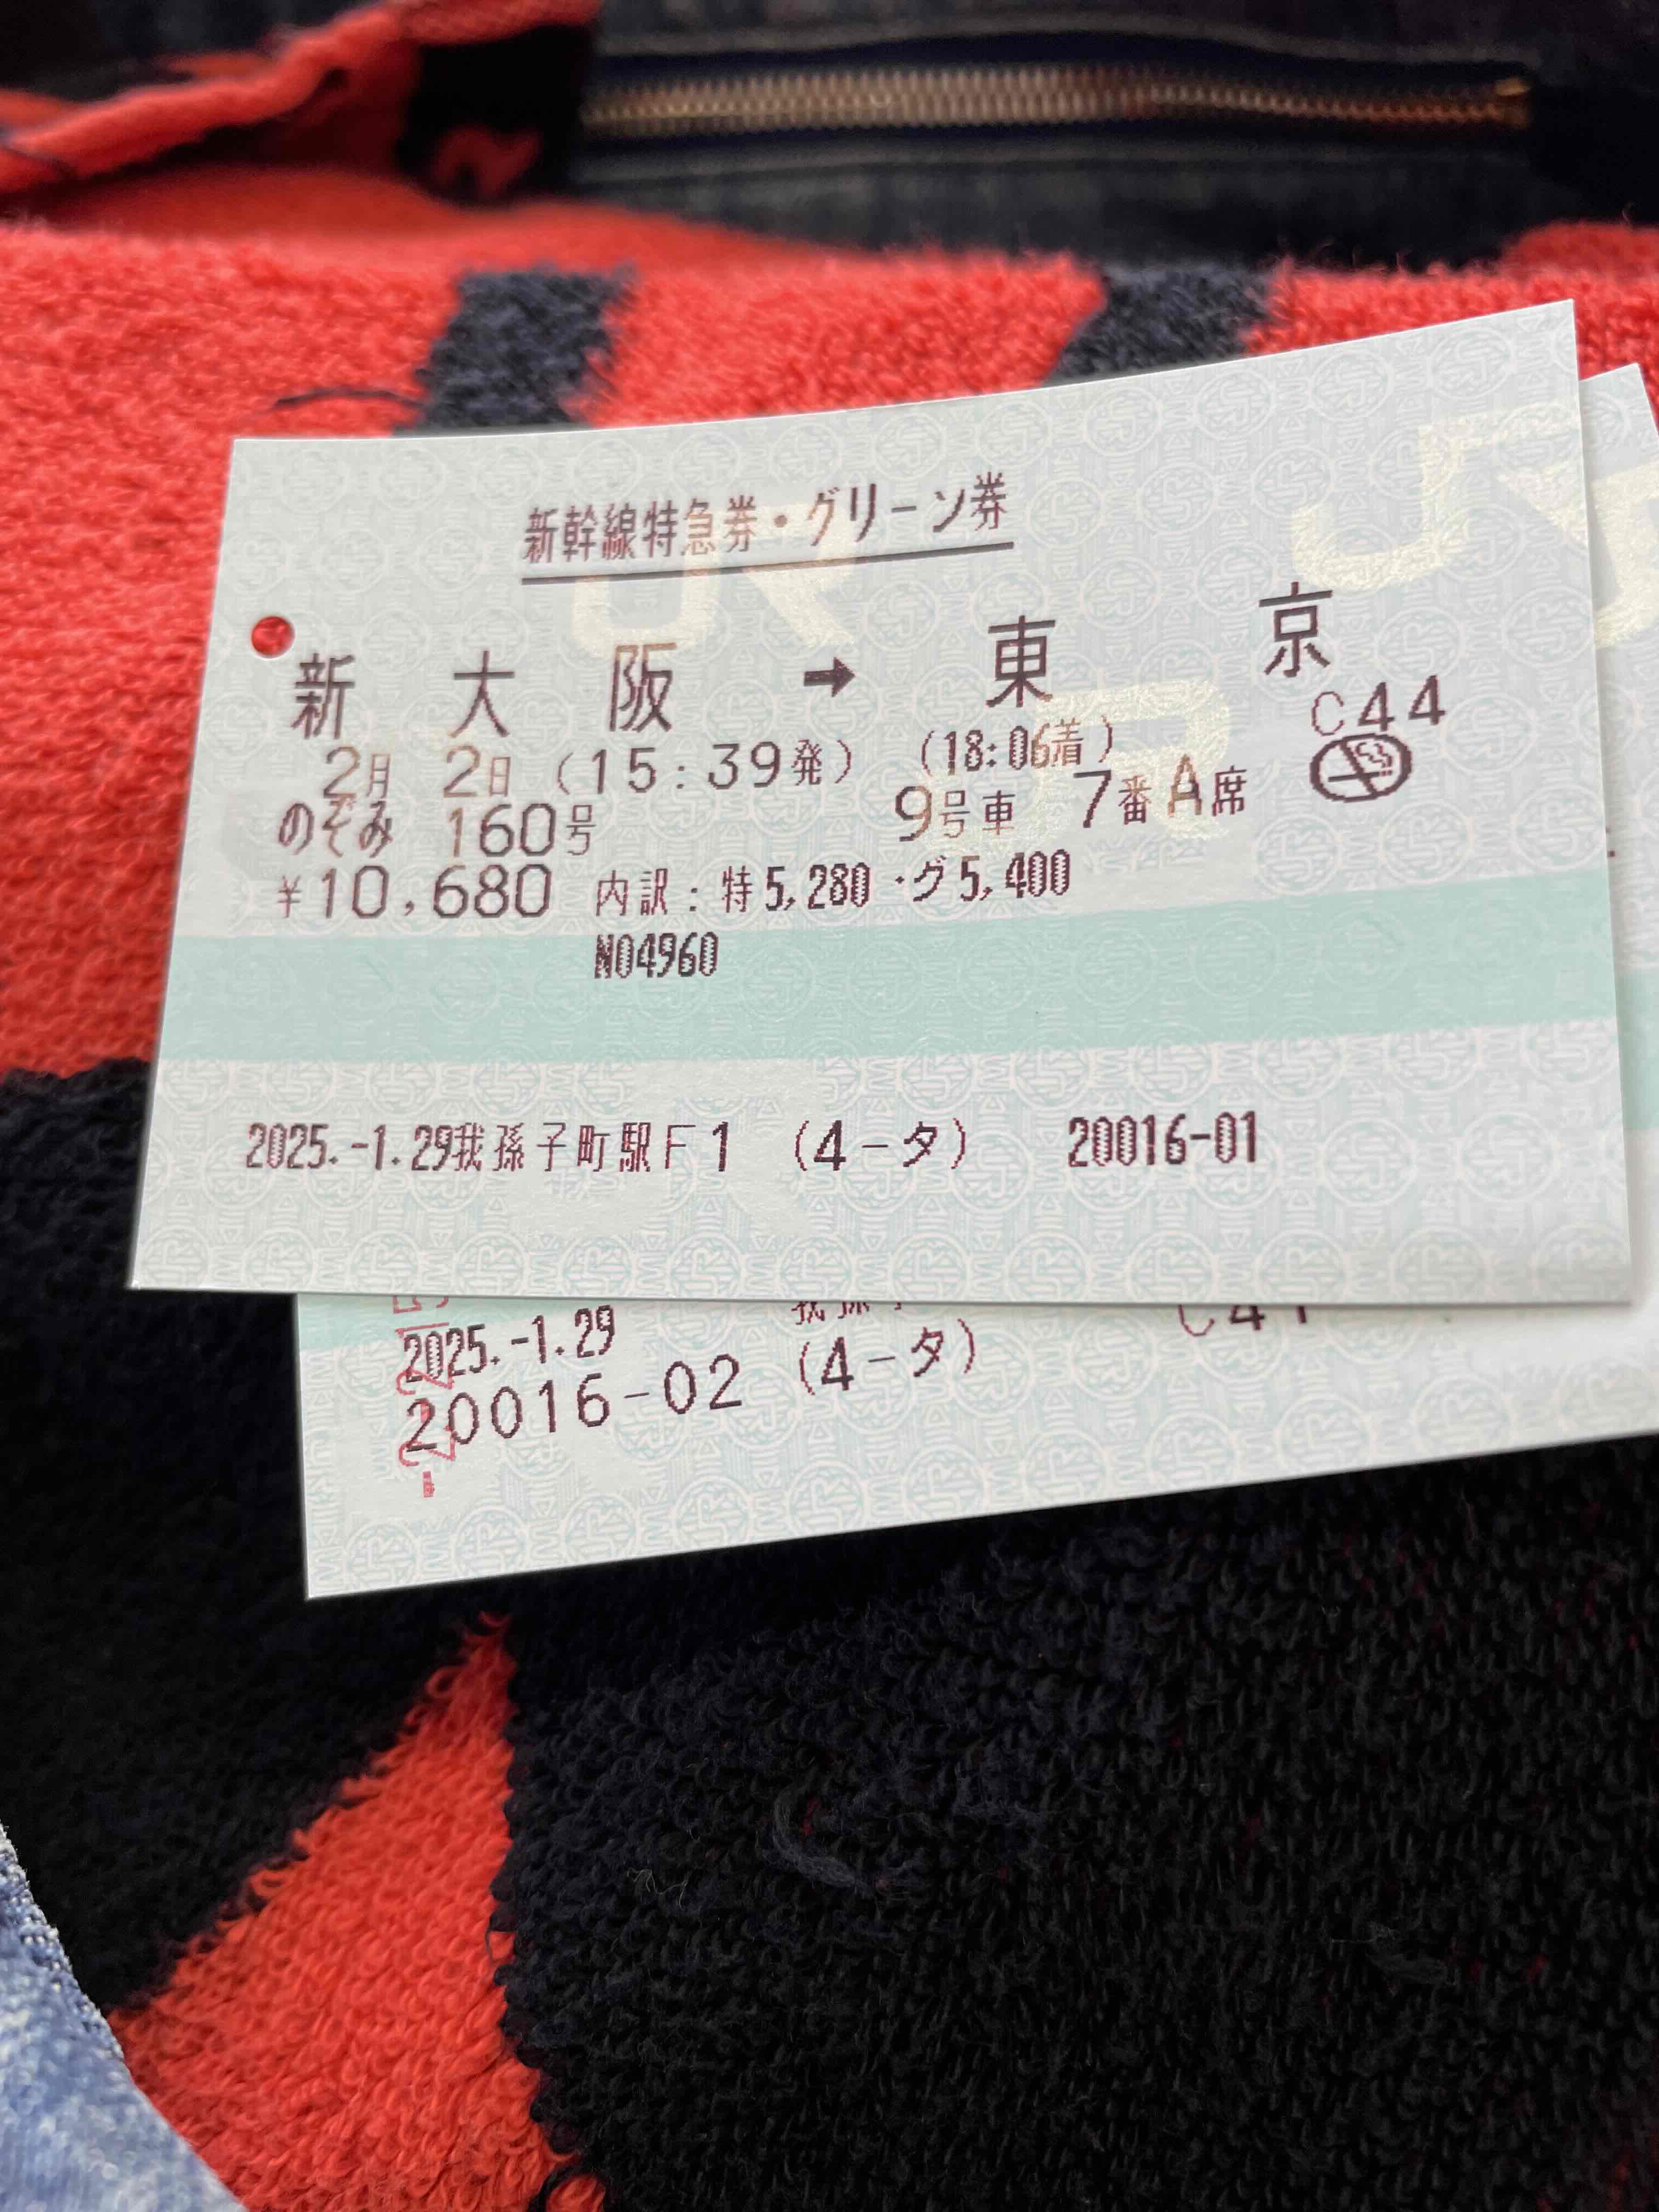 新幹線特急券・グリーン券
新大阪 → 東京
C44
2月 2日 (15:39発) (18:06着)
のぞみ 160号 9号車 7番A席
¥10,680 内訳:特5,280・グ5,400
N04960
2025.-1.29我孫子町駅F1 (4-タ) 20016-01
2025.-1.29 (4-タ)
20016-02